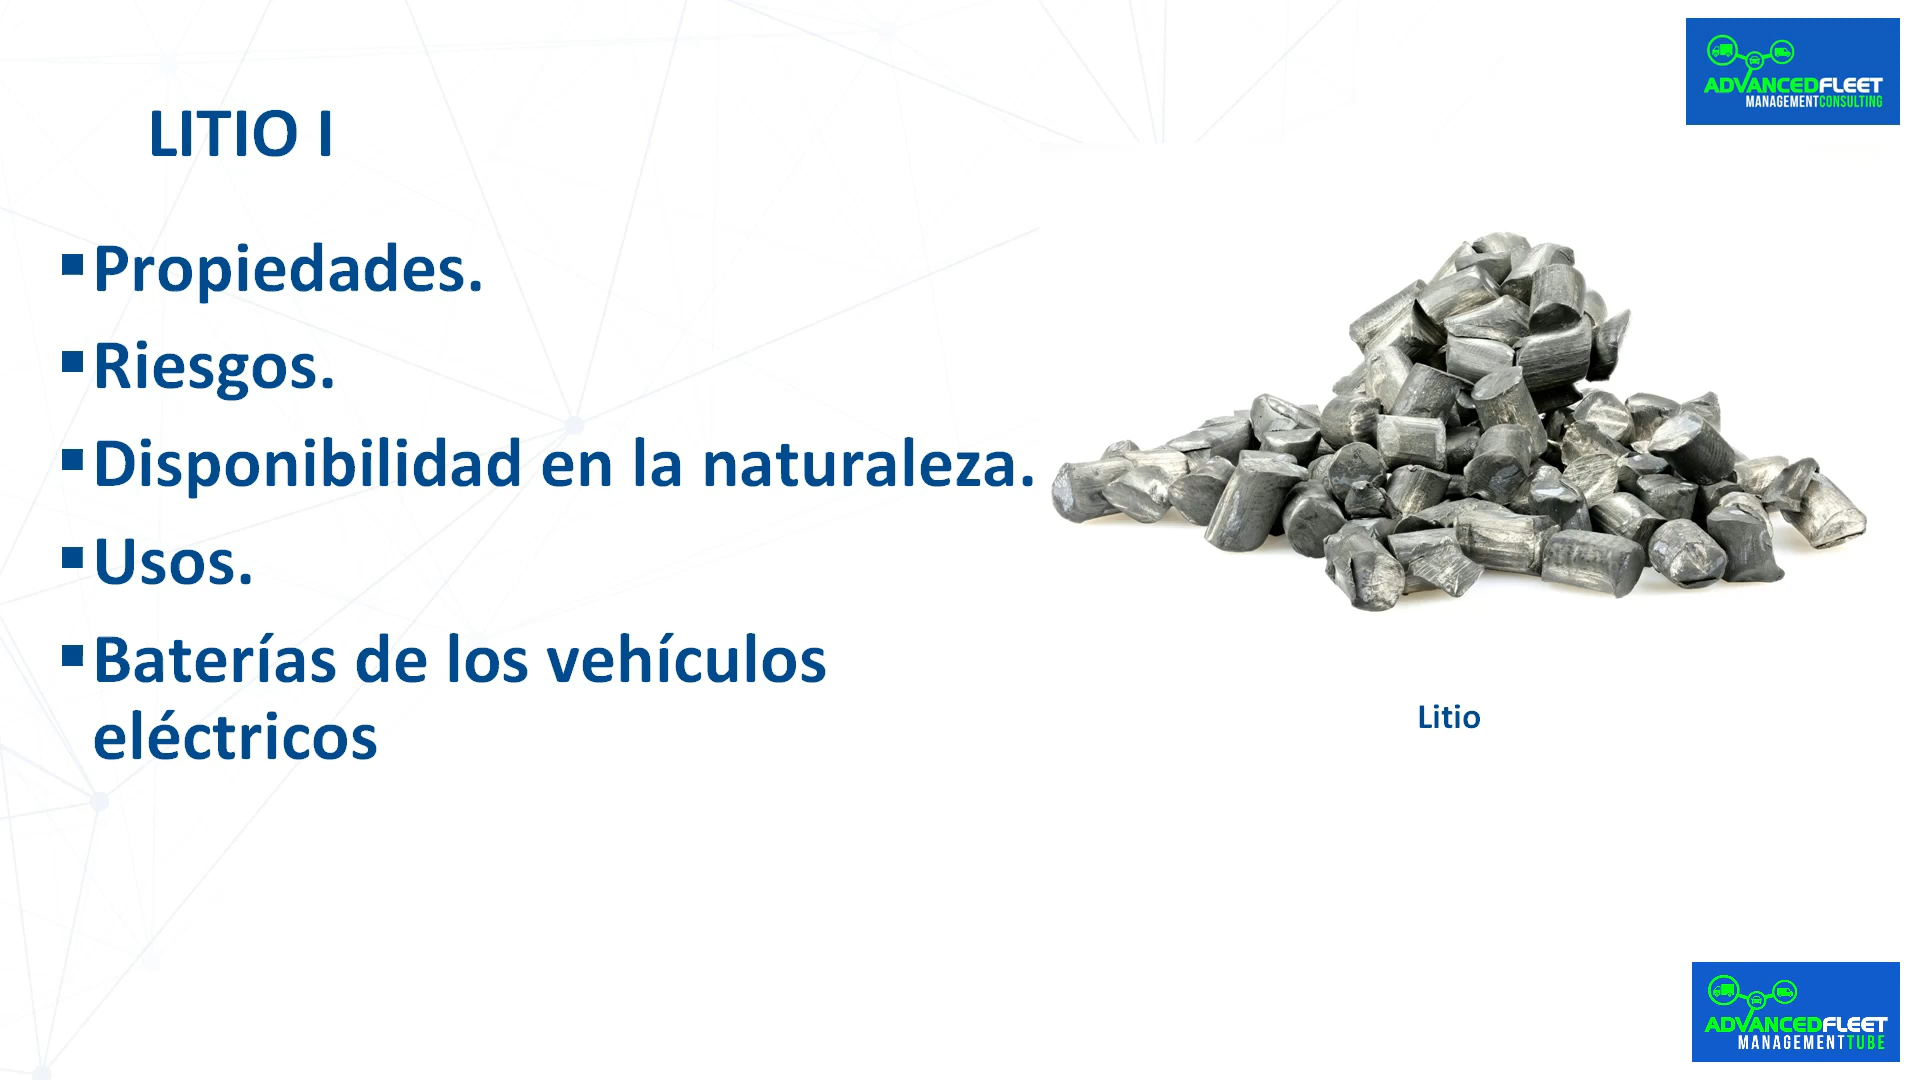 ADVANCEDFLEET
MANAGEMENTCONSULTING
LITIO I
▪Propiedades.
▪Riesgos.
▪Disponibilidad en la naturaleza.
▪Usos.
▪Baterías de los vehículos
eléctricos
Litio
ADVANCEDFLEET
MANAGEMENTTUBE